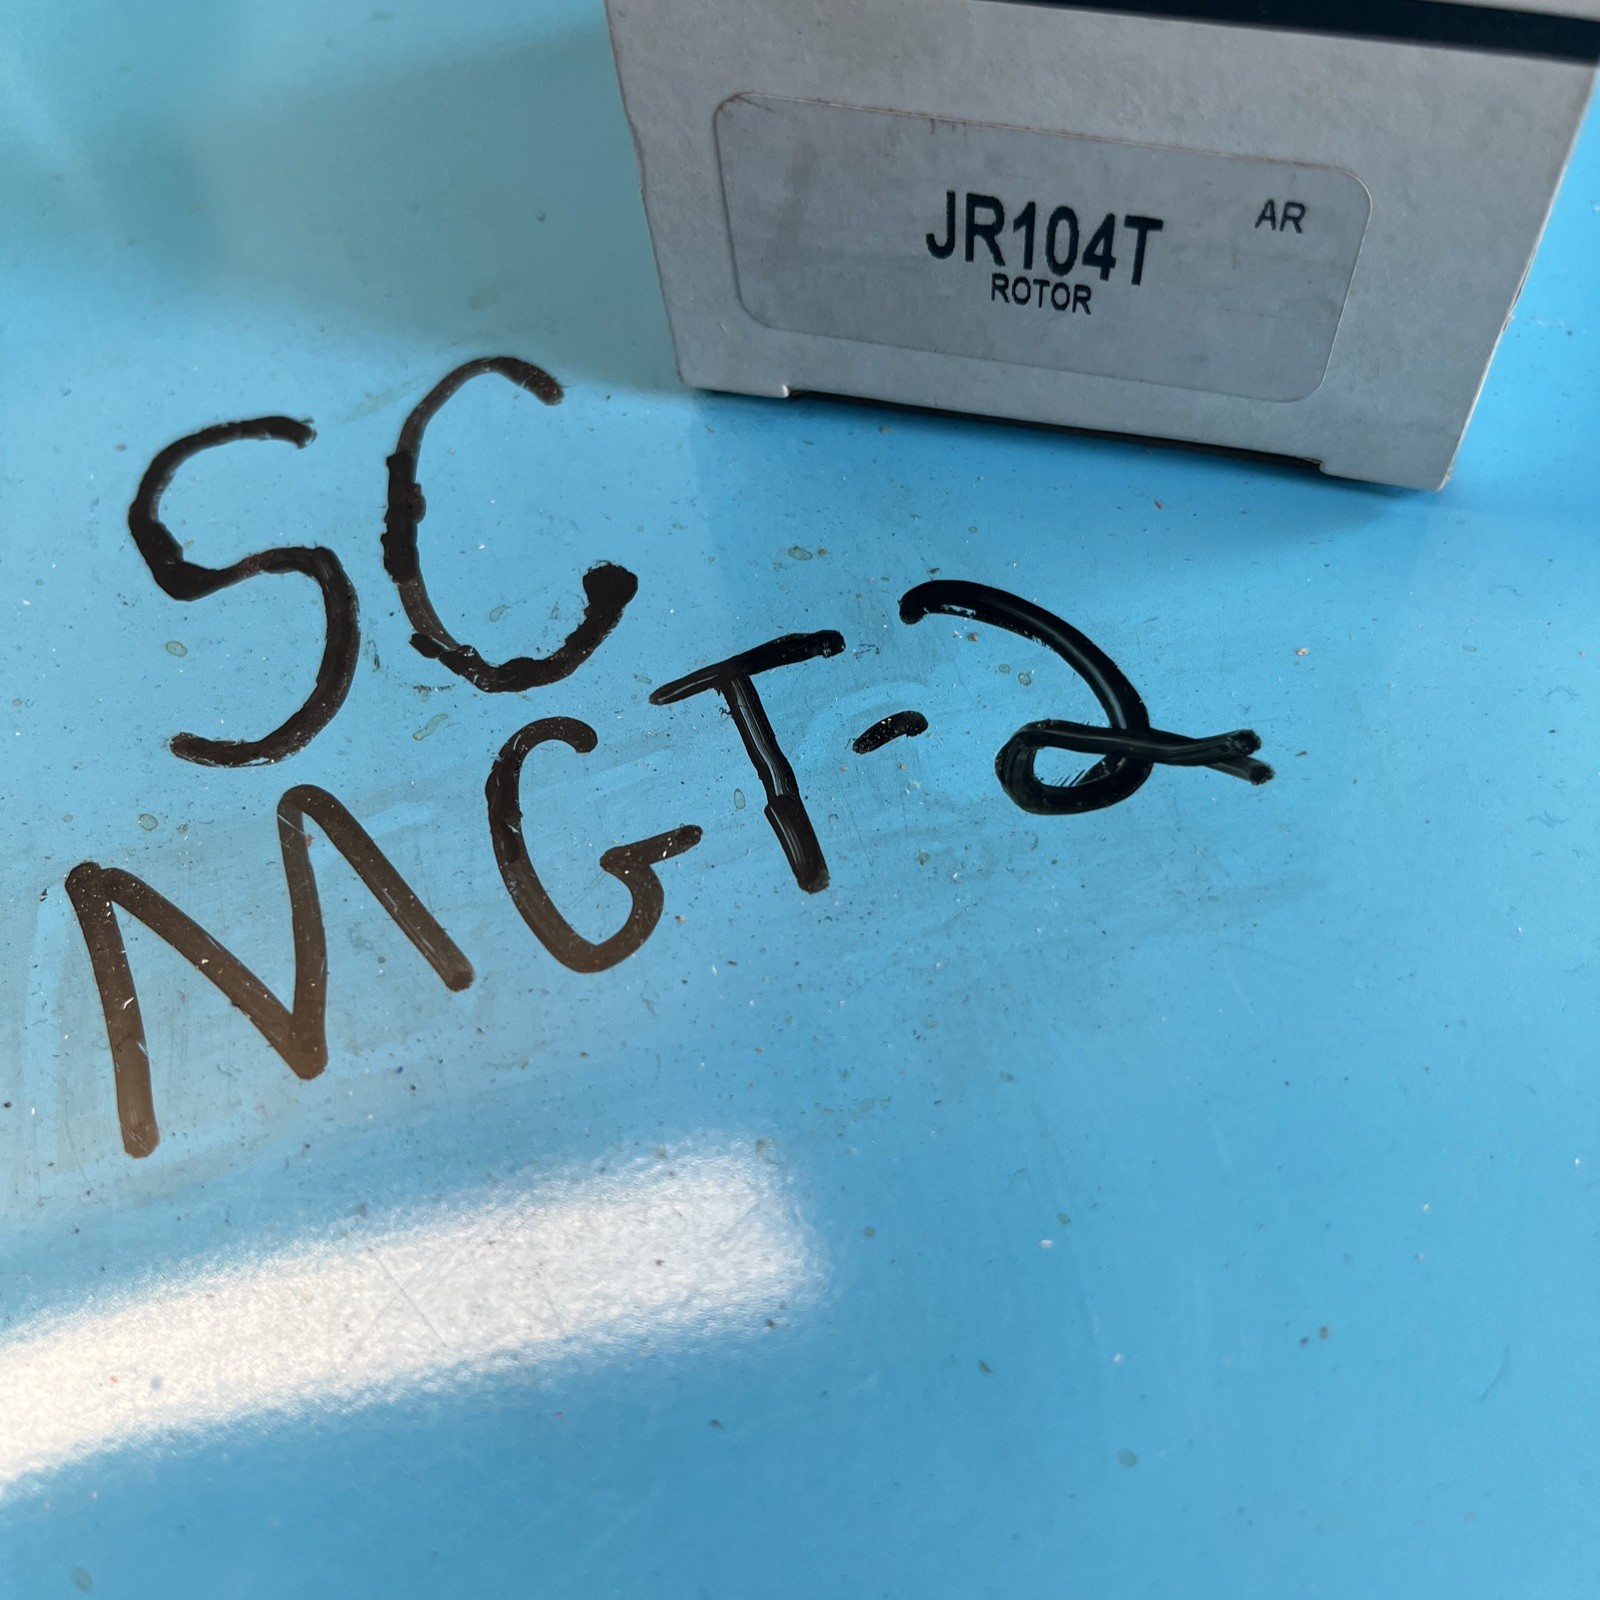 JR104T AR
ROTOR
SC
MGT-2